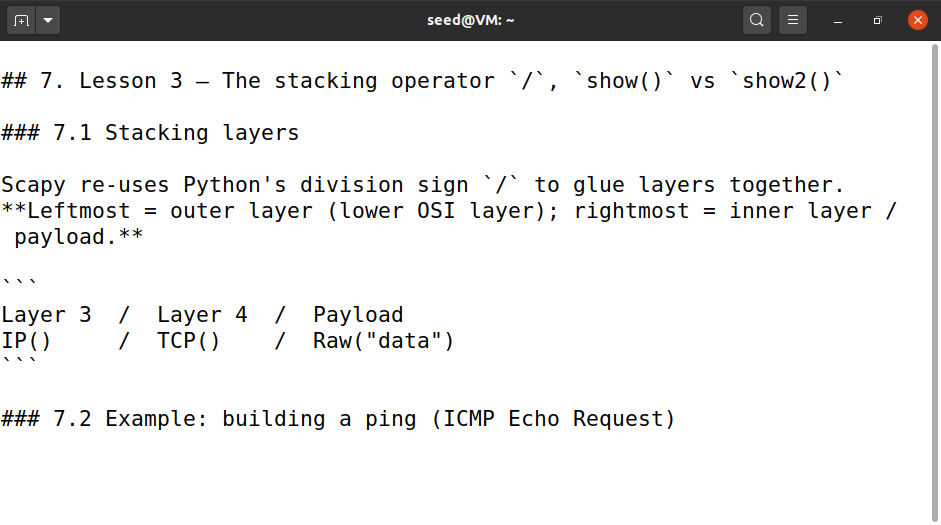 seed@VM: ~
## 7. Lesson 3 — The stacking operator `/`, `show()` vs `show2()`
### 7.1 Stacking layers
Scapy re-uses Python's division sign `/` to glue layers together.
**Leftmost = outer layer (lower OSI layer); rightmost = inner layer /
 payload.**
```
Layer 3  /  Layer 4  /  Payload
IP()     /  TCP()    /  Raw("data")
```
### 7.2 Example: building a ping (ICMP Echo Request)